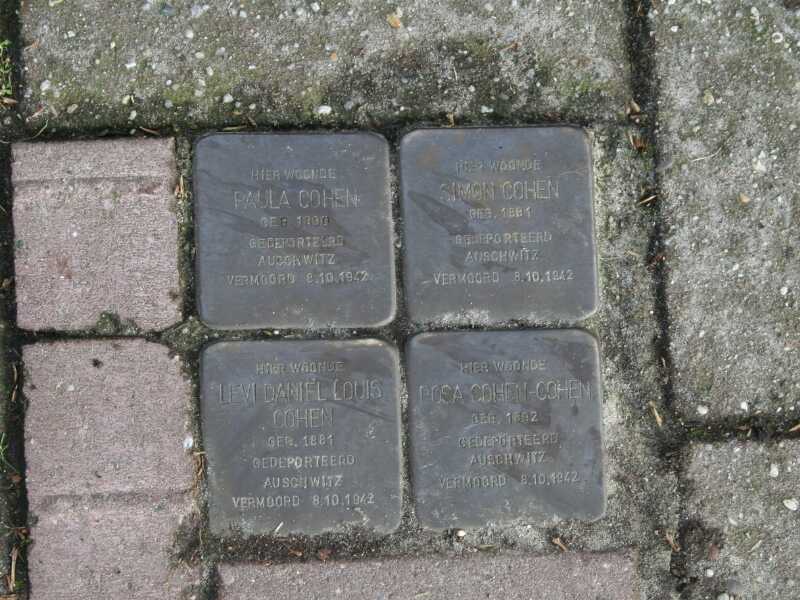 HIER WOONDE
PAULA COHEN
GEB. 1890
GEDEPORTEERD
AUSCHWITZ
VERMOORD 8.10.1942
HIER WOONDE
SIMON COHEN
GEB. 1891
GEDEPORTEERD
AUSCHWITZ
VERMOORD 8.10.1942
HIER WOONDE
LEVI DANIËL LOUIS
COHEN
GEB. 1881
GEDEPORTEERD
AUSCHWITZ
VERMOORD 8.10.1942
HIER WOONDE
ROSA COHEN-COHEN
GEB. 1892
GEDEPORTEERD
AUSCHWITZ
VERMOORD 8.10.1942